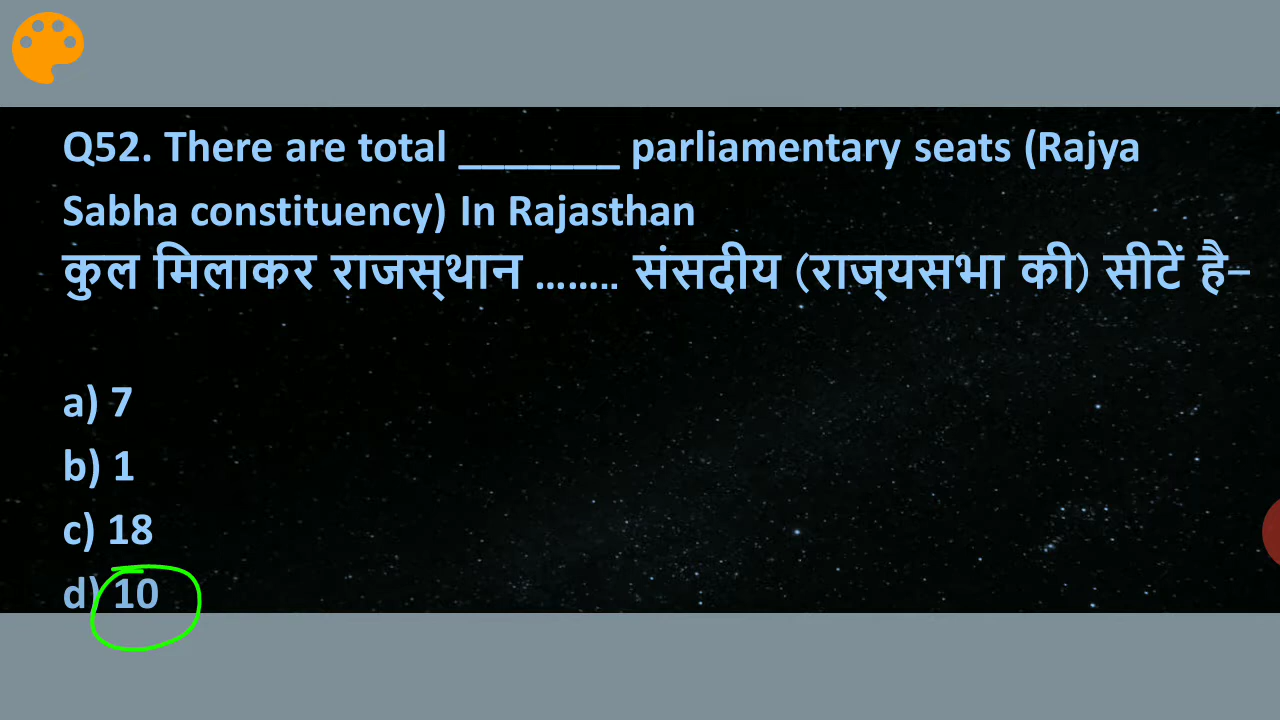 Q52. There are total _______ parliamentary seats (Rajya
Sabha constituency) In Rajasthan
कुल मिलाकर राजस्थान …….. संसदीय (राज्यसभा की) सीटें है–
a) 7
b) 1
c) 18
d) 10